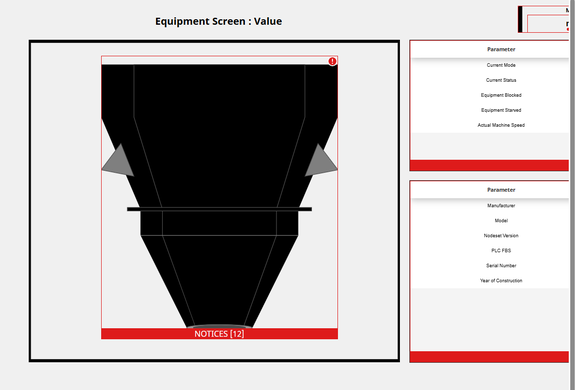 Equipment Screen : Value
!
Parameter
Current Mode
Current Status
Equipment Blocked
Equipment Starved
Actual Machine Speed
Parameter
Manufacturer
Model
Nodeset Version
PLC FBS
Serial Number
Year of Construction
NOTICES [12]